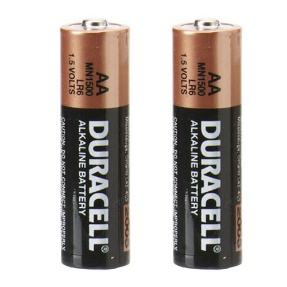 AA
MN1500
LR6
1.5 VOLTS
DURACELL®
ALKALINE BATTERY
CAUTION: DO NOT CONNECT IMPROPERLY.
AA
MN1500
LR6
1.5 VOLTS
DURACELL®
ALKALINE BATTERY
CAUTION: DO NOT CONNECT IMPROPERLY.